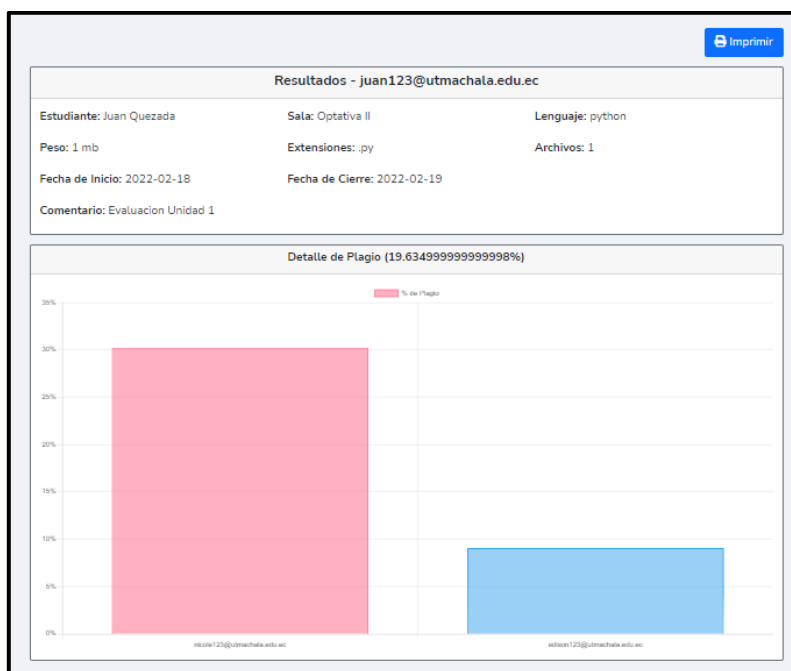 Imprimir
Resultados - juan123@utmachala.edu.ec
Estudiante: Juan Quezada Sala: Optativa II Lenguaje: python
Peso: 1 mb Extensiones: .py Archivos: 1
Fecha de Inicio: 2022-02-18 Fecha de Cierre: 2022-02-19
Comentario: Evaluacion Unidad 1
Detalle de Plagio (19.634999999999998%)
% de Plagio
35%
30%
25%
20%
15%
10%
5%
0%
nicole123@utmachala.edu.ec edison123@utmachala.edu.ec